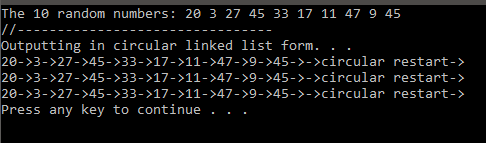 The 10 random numbers: 20 3 27 45 33 17 11 47 9 45
//--------------------------------
Outputting in circular linked list form. . .
20->3->27->45->33->17->11->47->9->45->->circular restart->
20->3->27->45->33->17->11->47->9->45->->circular restart->
20->3->27->45->33->17->11->47->9->45->->circular restart->
Press any key to continue . . .